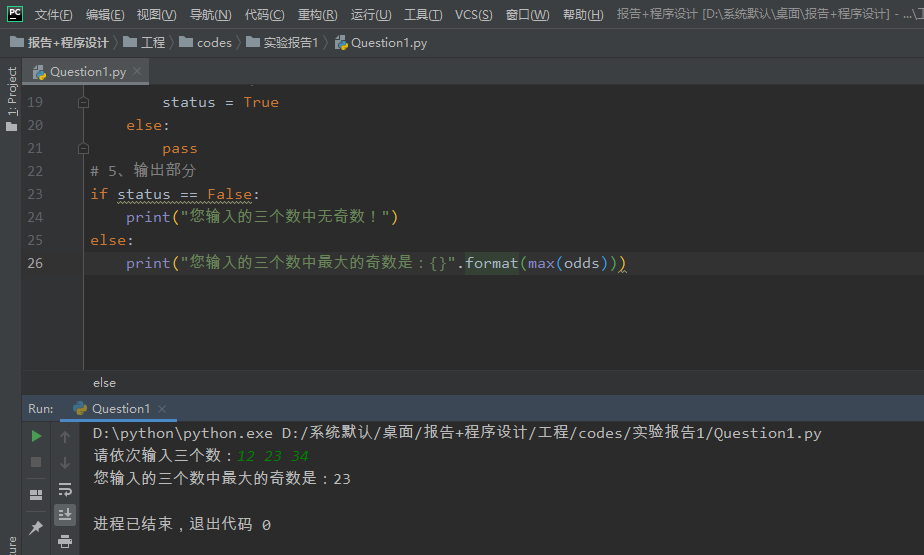 PC 文件(F) 编辑(E) 视图(V) 导航(N) 代码(C) 重构(R) 运行(U) 工具(T) VCS(S) 窗口(W) 帮助(H) 报告+程序设计 [D:\系统默认\桌面\报告+程序设计] - ...\工
报告+程序设计 工程 codes 实验报告1 Question1.py
1: Project
Question1.py
19 status = True
20 else:
21 pass
22 # 5、输出部分
23 if status == False:
24 print("您输入的三个数中无奇数！")
25 else:
26 print("您输入的三个数中最大的奇数是：{}".format(max(odds)))
else
Run: Question1
D:\python\python.exe D:/系统默认/桌面/报告+程序设计/工程/codes/实验报告1/Question1.py
请依次输入三个数：12 23 34
您输入的三个数中最大的奇数是：23
进程已结束，退出代码 0